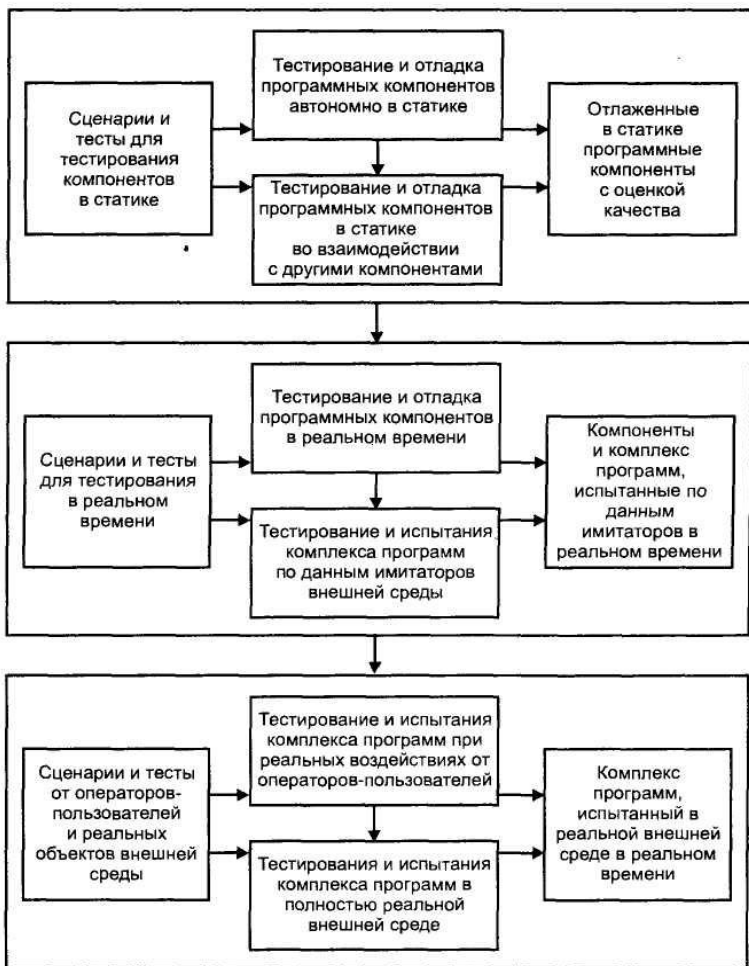 Тестирование и отладка
программных компонентов
автономно в статике
Сценарии и
тесты для
тестирования
компонентов
в статике
Отлаженные
в статике
программные
компоненты
с оценкой
качества
Тестирование и отладка
программных компонентов
в статике
во взаимодействии
с другими компонентами
Тестирование и отладка
программных компонентов
в реальном времени
Сценарии и тесты
для тестирования
в реальном
времени
Компоненты
и комплекс
программ,
испытанные по
данным
имитаторов в
реальном времени
Тестирование и испытания
комплекса программ
по данным имитаторов
внешней среды
Тестирование и испытания
комплекса программ при
реальных воздействиях от
операторов-пользователей
Сценарии и тесты
от операторов-
пользователей
и реальных
объектов внешней
среды
Комплекс
программ,
испытанный в
реальной внешней
среде в реальном
времени
Тестирования и испытания
комплекса программ в
полностью реальной
внешней среде